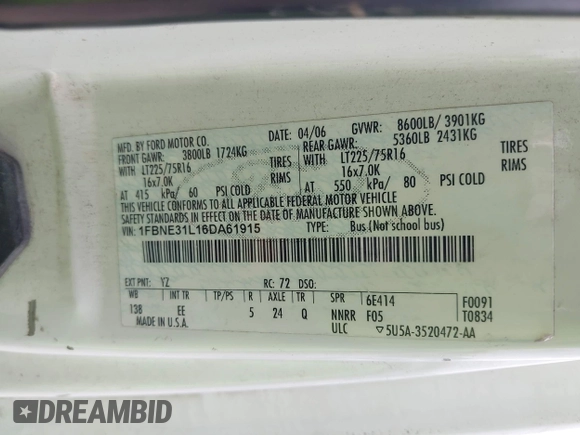 MFD. BY FORD MOTOR CO.
DATE: 04/06 GVWR: 8600LB/ 3901KG
FRONT GAWR: 3800LB 1724KG REAR GAWR: 5360LB 2431KG
WITH LT225/75R16 TIRES WITH LT225/75R16 TIRES
16x7.0K RIMS 16x7.0K RIMS
AT 415 kPa/ 60 PSI COLD AT 550 kPa/ 80 PSI COLD
THIS VEHICLE CONFORMS TO ALL APPLICABLE FEDERAL MOTOR VEHICLE
SAFETY STANDARDS IN EFFECT ON THE DATE OF MANUFACTURE SHOWN ABOVE.
VIN: 1FBNE31L16DA61915 TYPE: Bus (Not School bus)
EXT PNT: YZ RC: 72 DSO:
WB INT TR TP/PS R AXLE TR SPR 6E414 F0091
138 EE 5 24 Q NNRR F05 T0834
MADE IN U.S.A. ULC 5U5A-3520472-AA
DREAMBID